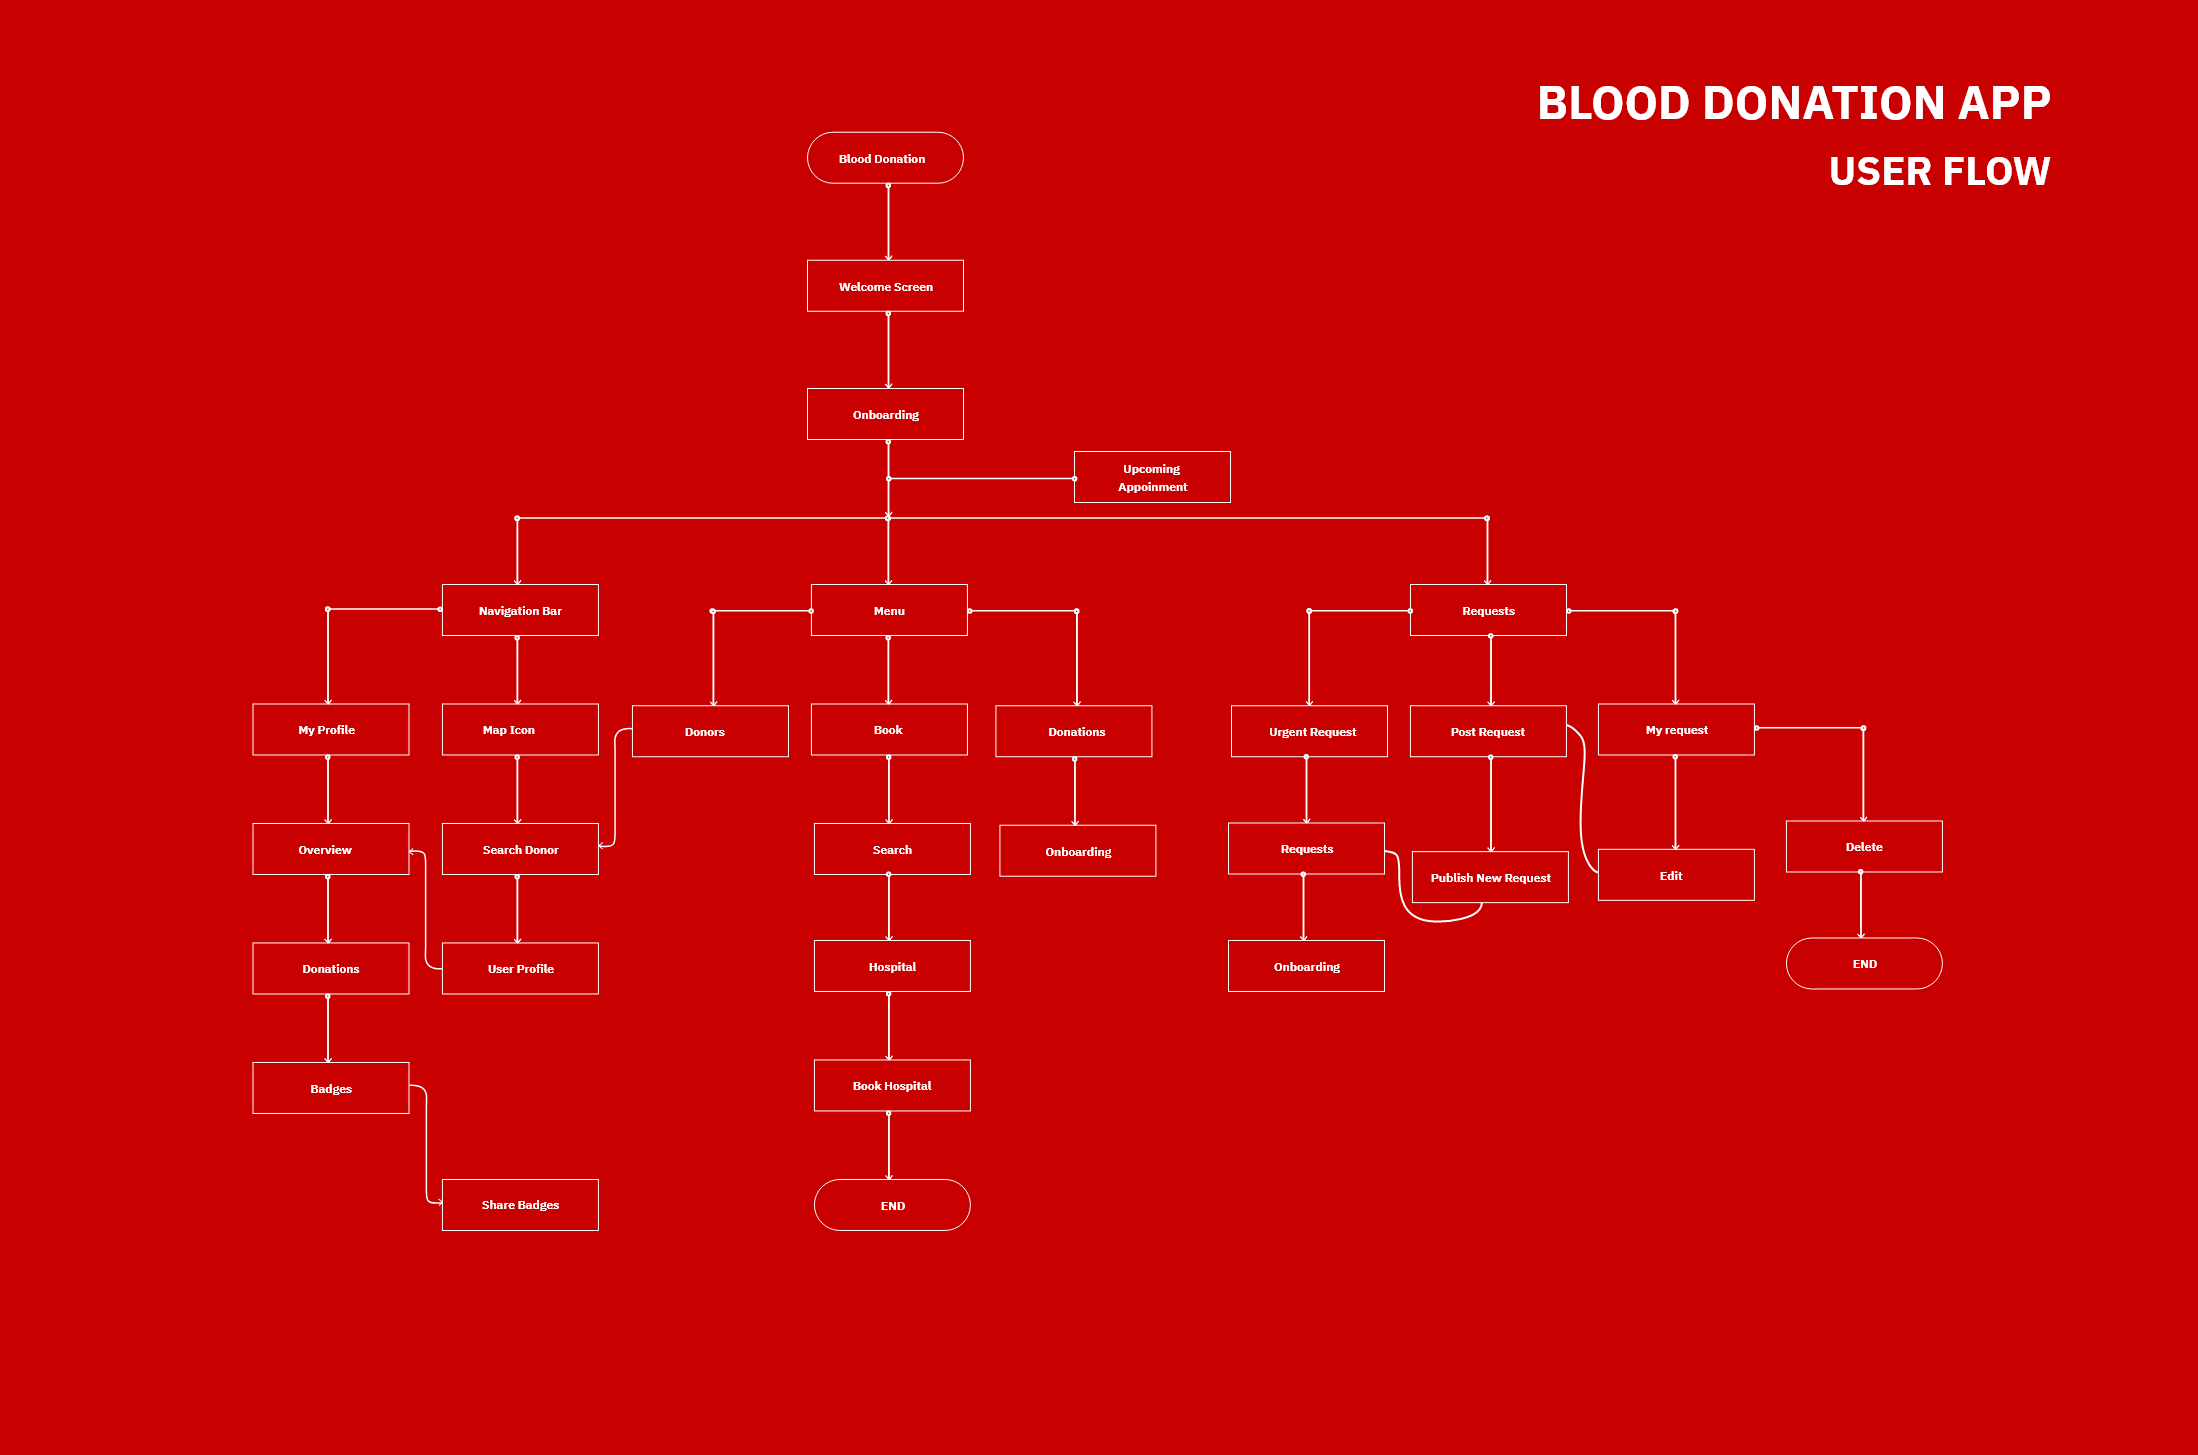 BLOOD DONATION APP
USER FLOW
Blood Donation
Welcome Screen
Onboarding
Upcoming
Appoinment
Navigation Bar
Menu
Requests
My Profile
Map Icon
Donors
Book
Donations
Urgent Request
Post Request
My request
Overview
Search Donor
Search
Onboarding
Requests
Publish New Request
Edit
Delete
Donations
User Profile
Hospital
Onboarding
END
Badges
Book Hospital
Share Badges
END